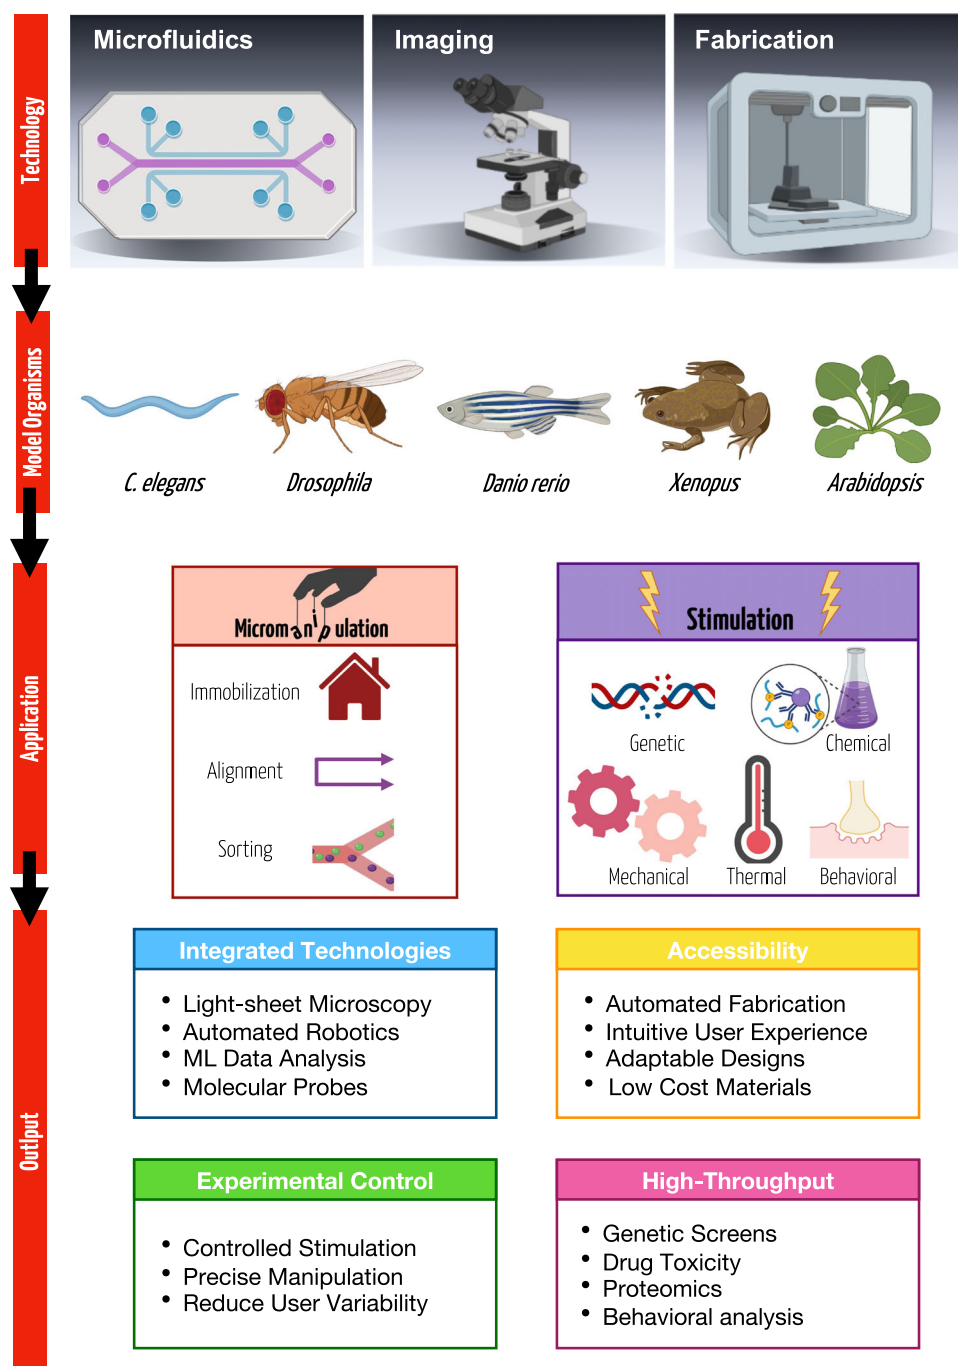 Technology
Microfluidics
Imaging
Fabrication
Model Organisms
C. elegans
Drosophila
Danio rerio
Xenopus
Arabidopsis
Application
Micromanipulation
Immobilization
Alignment
Sorting
Stimulation
Genetic
Chemical
Mechanical
Thermal
Behavioral
Outlput
Integrated Technologies
• Light-sheet Microscopy
• Automated Robotics
• ML Data Analysis
• Molecular Probes
Accessibility
• Automated Fabrication
• Intuitive User Experience
• Adaptable Designs
• Low Cost Materials
Experimental Control
• Controlled Stimulation
• Precise Manipulation
• Reduce User Variability
High-Throughput
• Genetic Screens
• Drug Toxicity
• Proteomics
• Behavioral analysis